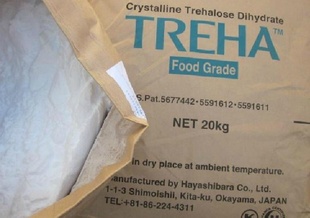 Crystalline Trehalose Dihydrate
TREHA™
Food Grade
S.Pat.5677442・5591612・5591611
NET 20kg
in dry place at ambient temperature.
anufactured by Hayashibara Co., Ltd.
1-1-3 Shimoishii, Kita-ku, Okayama, JAPAN
TEL:+81-86-224-4311